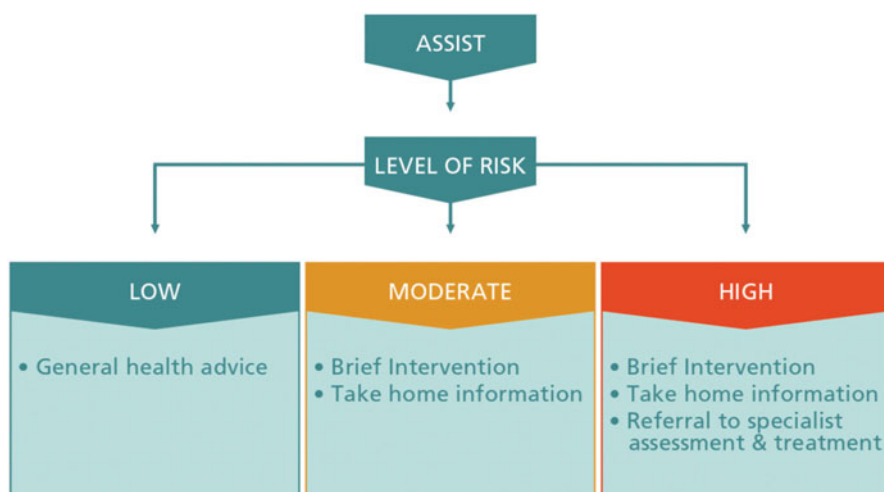 ASSIST
LEVEL OF RISK
LOW
• General health advice
MODERATE
• Brief Intervention
• Take home information
HIGH
• Brief Intervention
• Take home information
• Referral to specialist
assessment & treatment